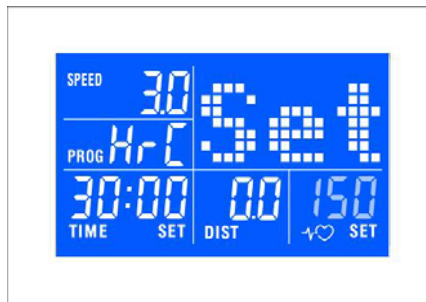 SPEED 3.0
Set
PROG HrC
30:00 0.0 150
TIME SET DIST SET